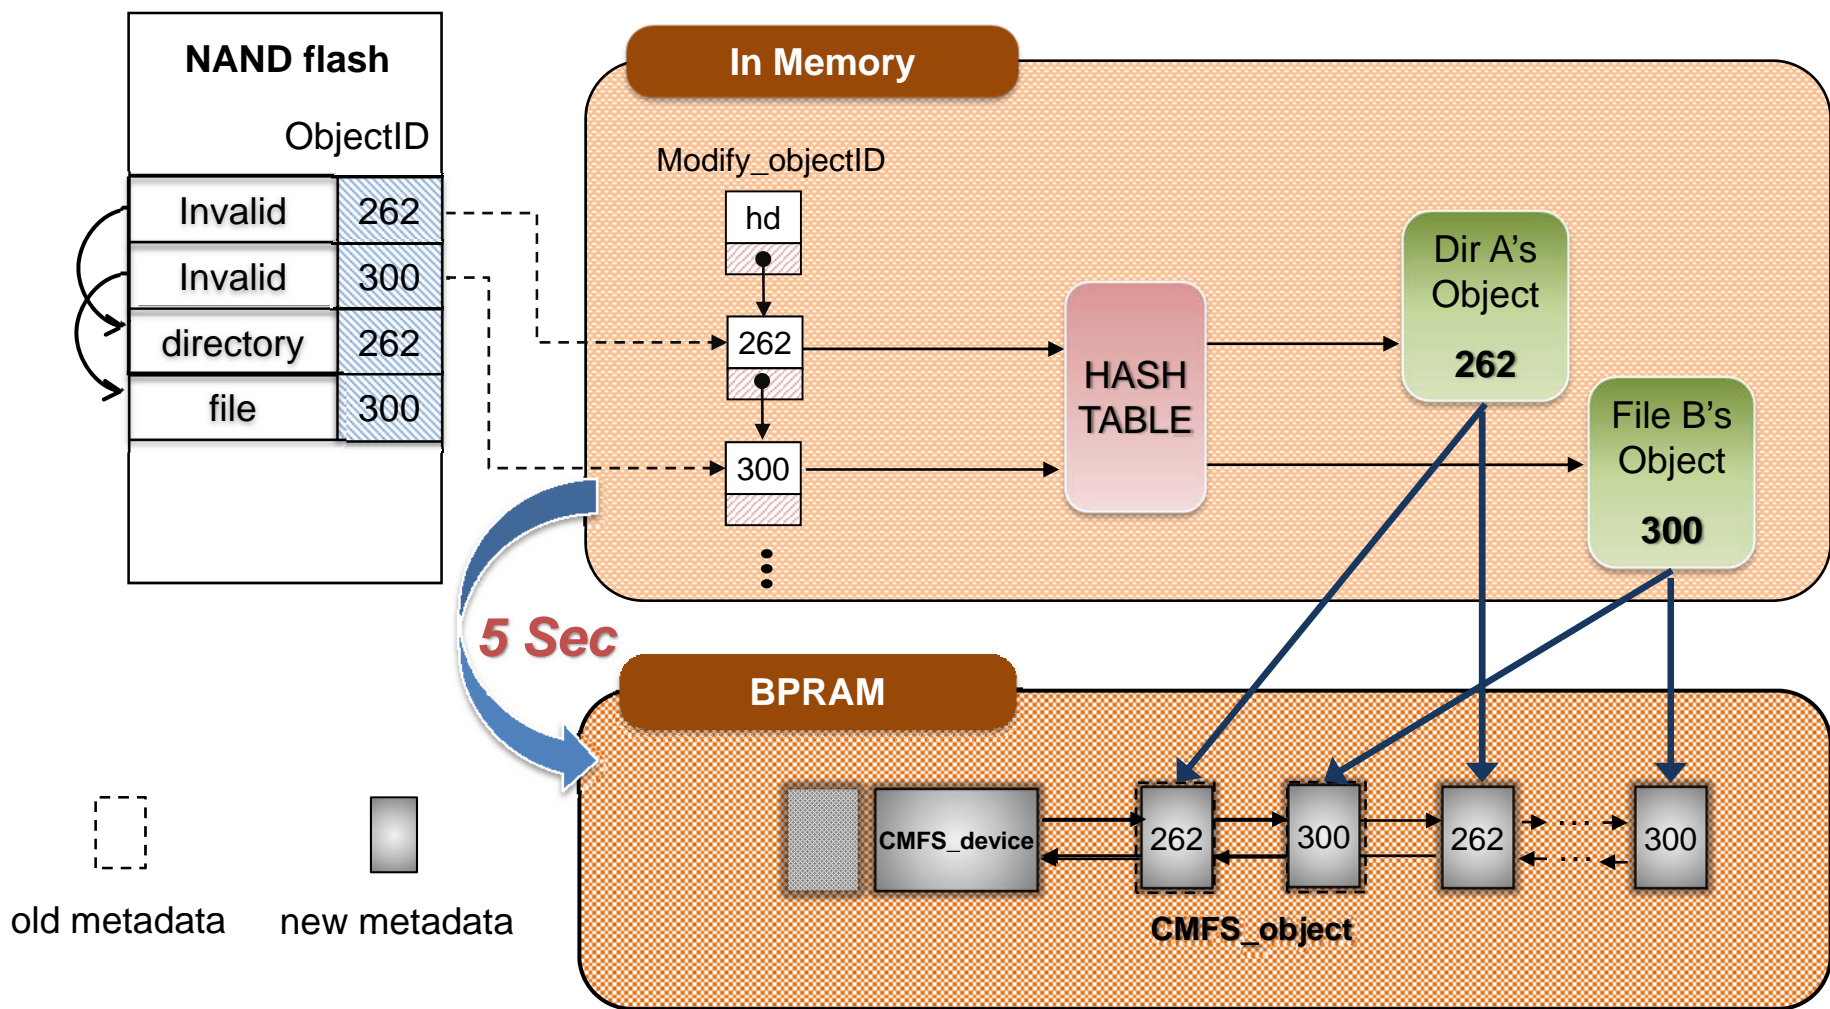 NAND flash
ObjectID
Invalid 262
Invalid 300
directory 262
file 300
In Memory
Modify_objectID
hd
262
300
HASH
TABLE
Dir A's
Object
262
File B's
Object
300
5 Sec
BPRAM
CMFS_device
262
300
262
...
...
300
CMFS_object
old metadata
new metadata